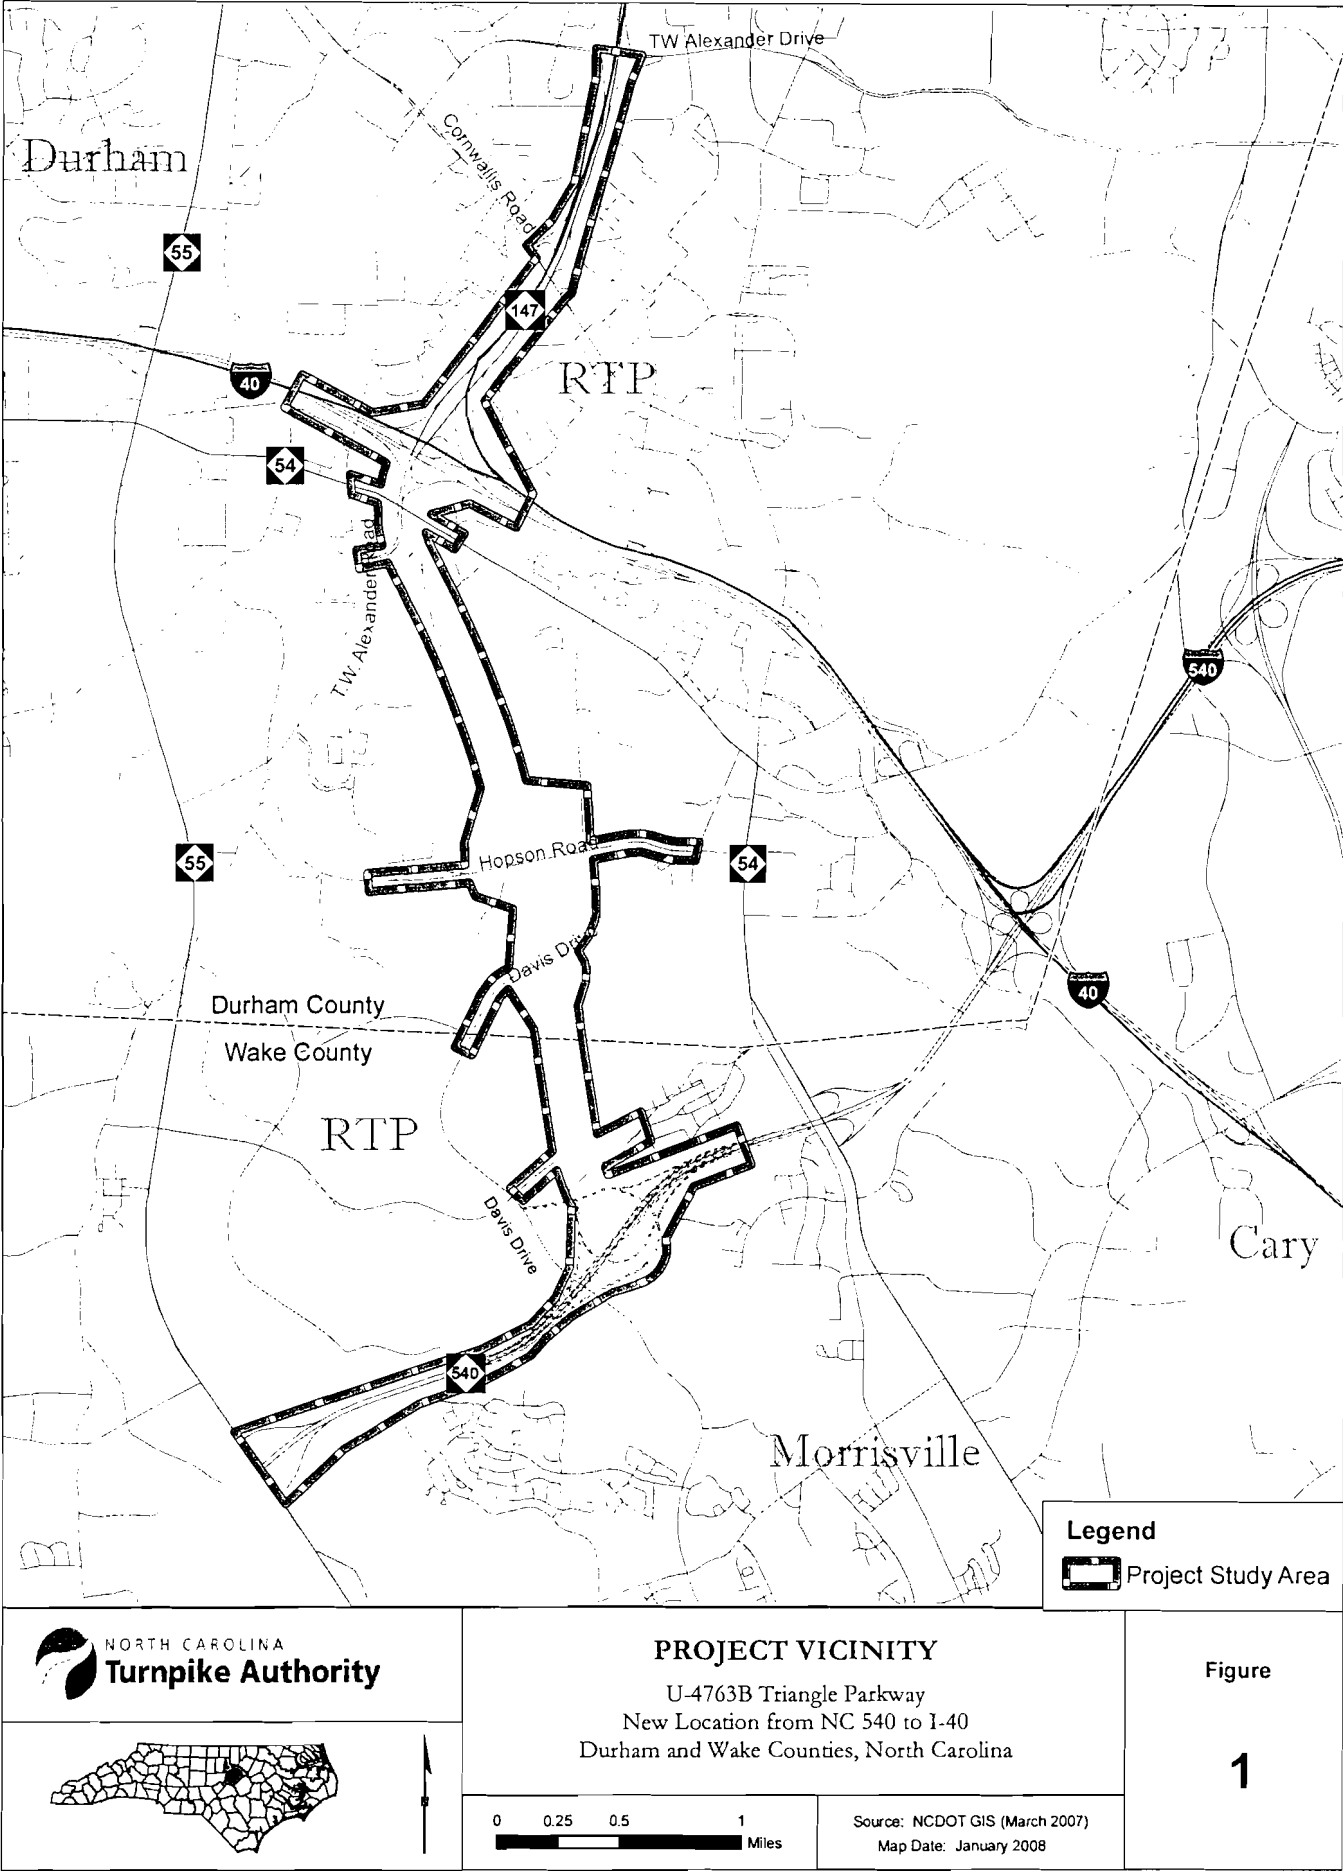 TW Alexander Drive
Cornwallis Road
Durham
55
147
RTP
40
54
T.W. Alexander Road
540
55
Hopson Road
54
Davis Drive
40
Durham County
Wake County
RTP
Davis Drive
Cary
540
Morrisville
Legend
Project Study Area
NORTH CAROLINA
Turnpike Authority
PROJECT VICINITY
U-4763B Triangle Parkway
New Location from NC 540 to I-40
Durham and Wake Counties, North Carolina
Figure
1
0 0.25 0.5 1
Miles
Source: NCDOT GIS (March 2007)
Map Date: January 2008